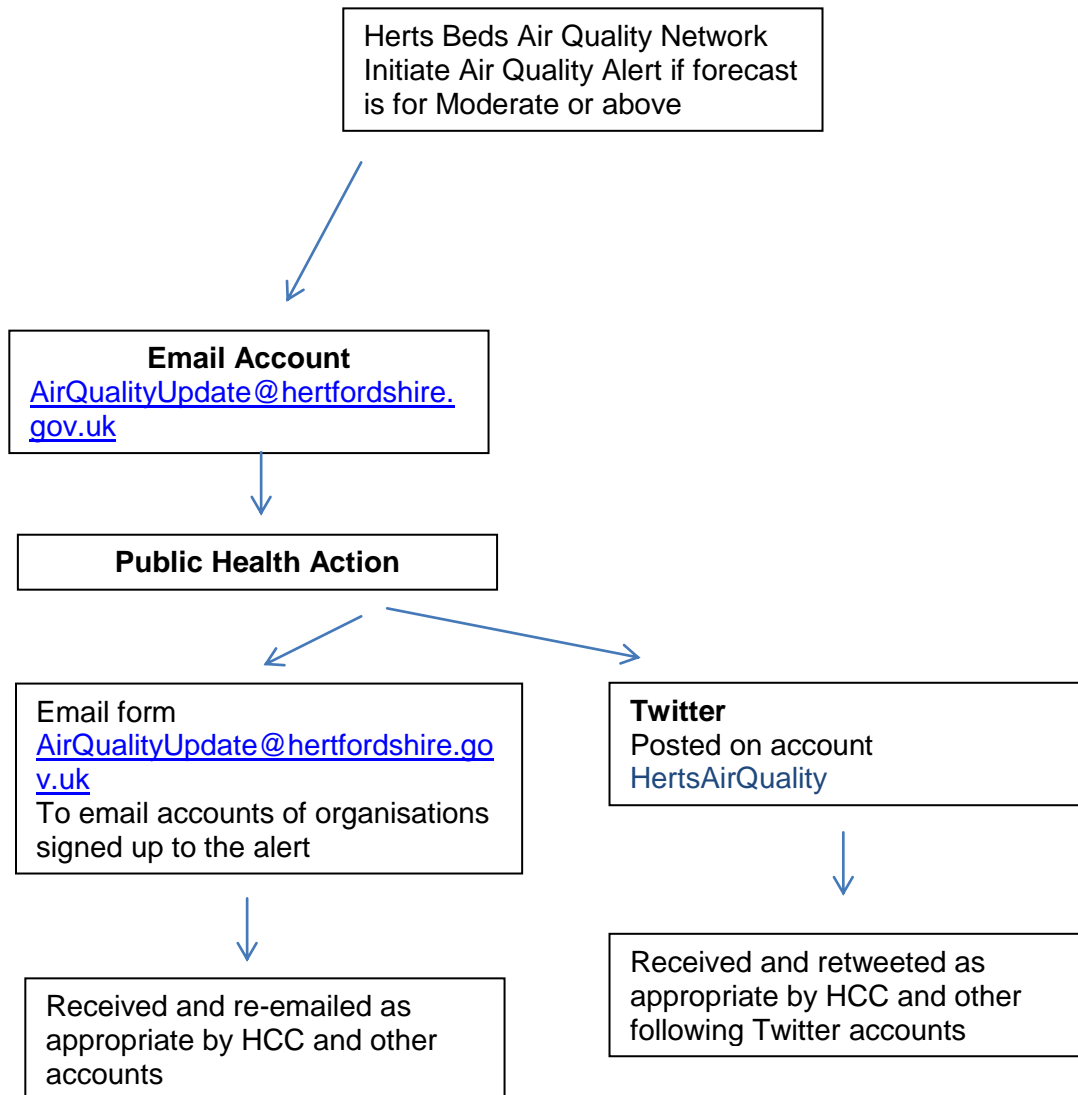 Herts Beds Air Quality Network
Initiate Air Quality Alert if forecast
is for Moderate or above
Email Account
AirQualityUpdate@hertfordshire.
gov.uk
Public Health Action
Email form
AirQualityUpdate@hertfordshire.go
v.uk
To email accounts of organisations
signed up to the alert
Twitter
Posted on account
HertsAirQuality
Received and re-emailed as
appropriate by HCC and other
accounts
Received and retweeted as
appropriate by HCC and other
following Twitter accounts